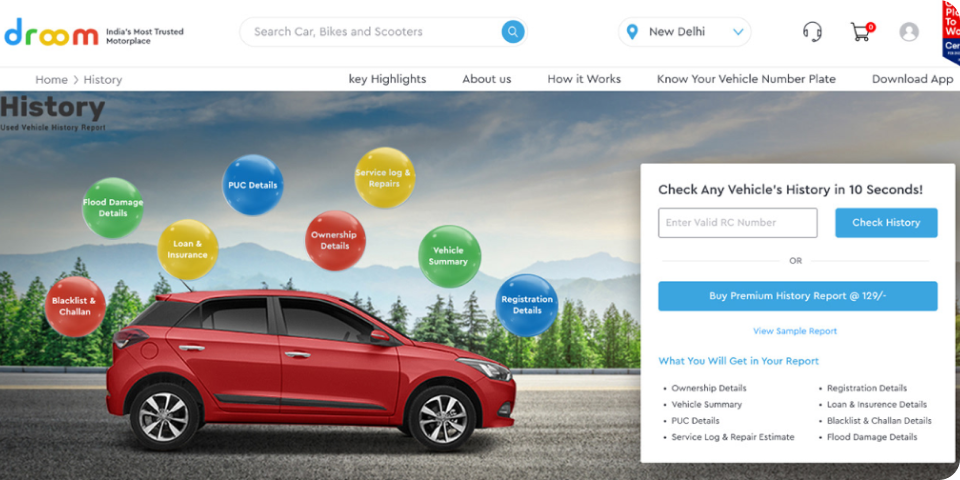 droom
India's Most Trusted
Motorplace
Search Car, Bikes and Scooters
New Delhi
0
Home > History
key Highlights
About us
How it Works
Know Your Vehicle Number Plate
Download App
History
Used Vehicle History Report
Flood Damage
Details
PUC Details
Service log &
Repairs
Loan &
Insurance
Ownership
Details
Vehicle
Summary
Blacklist &
Challan
Registration
Details
Check Any Vehicle's History in 10 Seconds!
Enter Valid RC Number
Check History
OR
Buy Premium History Report @ 129/-
View Sample Report
What You Will Get in Your Report
• Ownership Details
• Vehicle Summary
• PUC Details
• Service Log & Repair Estimate
• Registration Details
• Loan & Insurence Details
• Blacklist & Challan Details
• Flood Damage Details